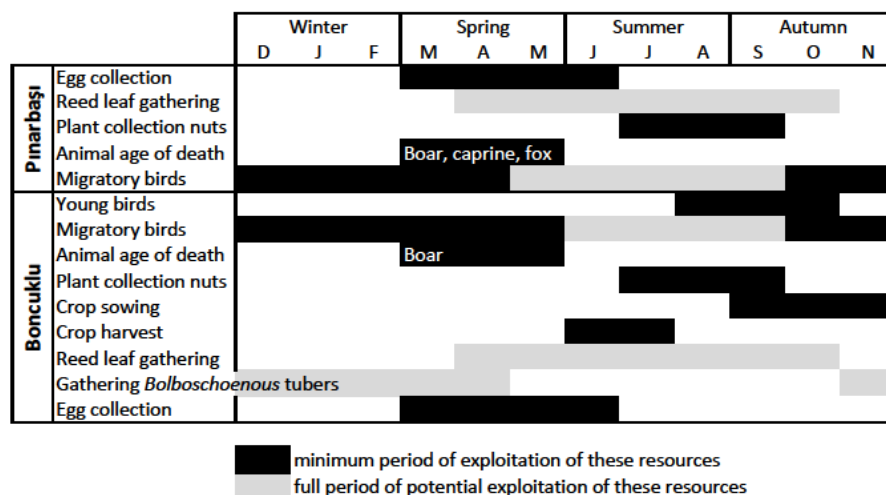 Winter Spring Summer Autumn
D J F M A M J J A S O N
Pınarbaşı
Egg collection
Reed leaf gathering
Plant collection nuts
Animal age of death Boar, caprine, fox
Migratory birds
Boncuklu
Young birds
Migratory birds
Animal age of death Boar
Plant collection nuts
Crop sowing
Crop harvest
Reed leaf gathering
Gathering Bolboschoenous tubers
Egg collection
minimum period of exploitation of these resources
full period of potential exploitation of these resources